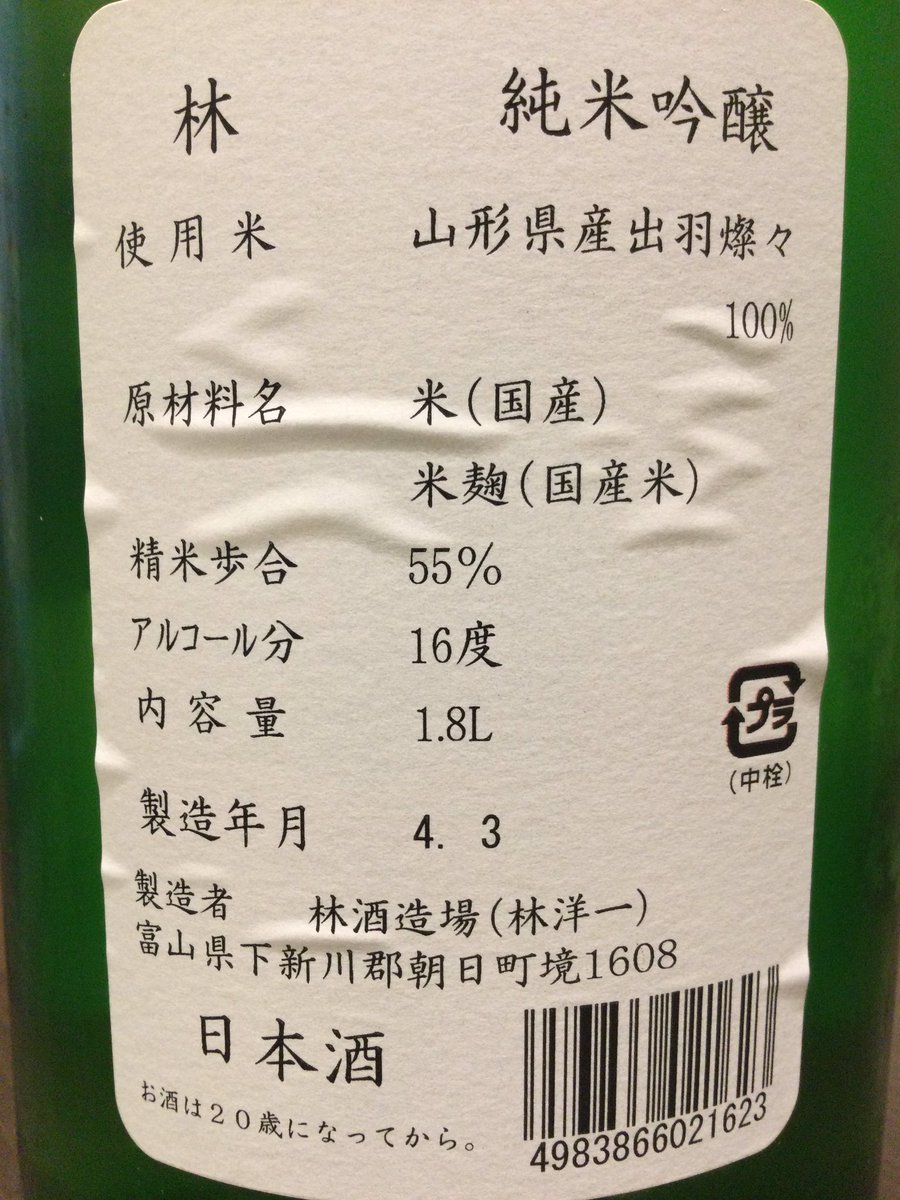 林 純米吟醸
使用米 山形県産出羽燦々
100%
原材料名 米(国産)
米麹(国産米)
精米歩合 55%
アルコール分 16度
内容量 1.8L
プラ
(中栓)
製造年月 4. 3
製造者 林酒造場(林洋一)
富山県下新川郡朝日町境1608
日本酒
お酒は20歳になってから。
4983866021623